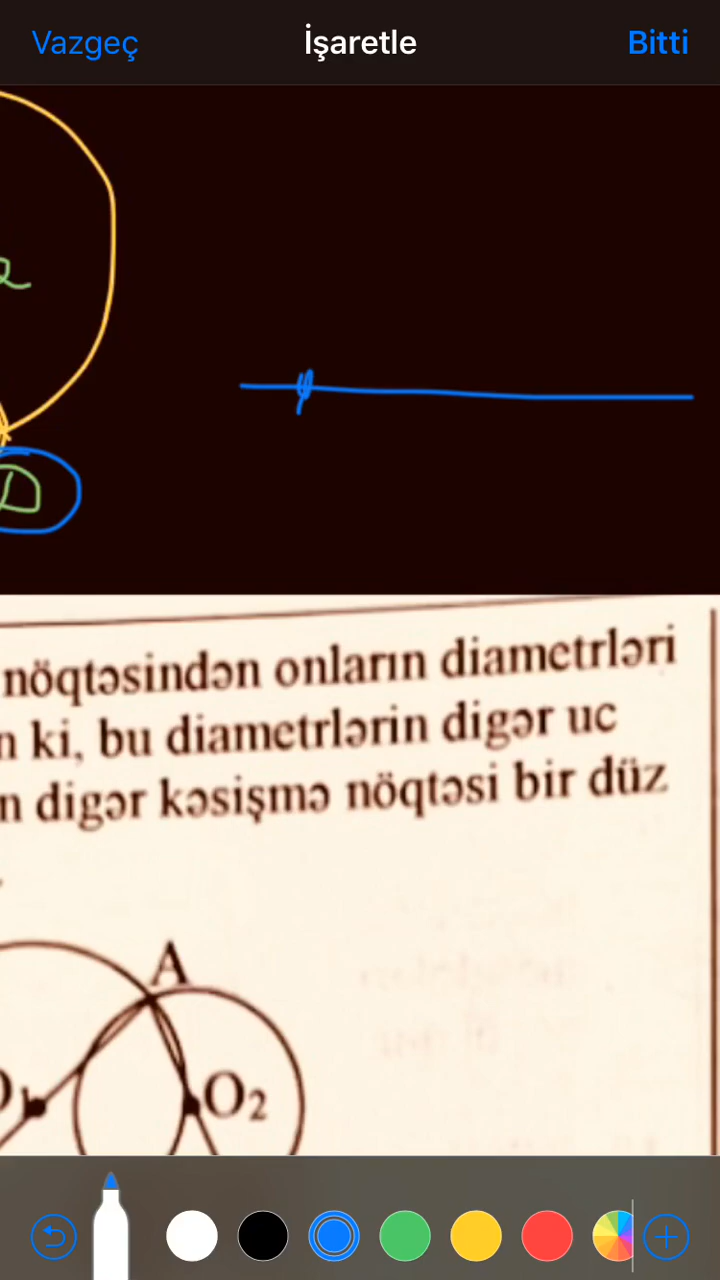 Vazgeç İşaretle Bitti
D
nöqtəsindən onların diametrləri
n ki, bu diametrlərin digər uc
n digər kəsişmə nöqtəsi bir düz
A
O₂